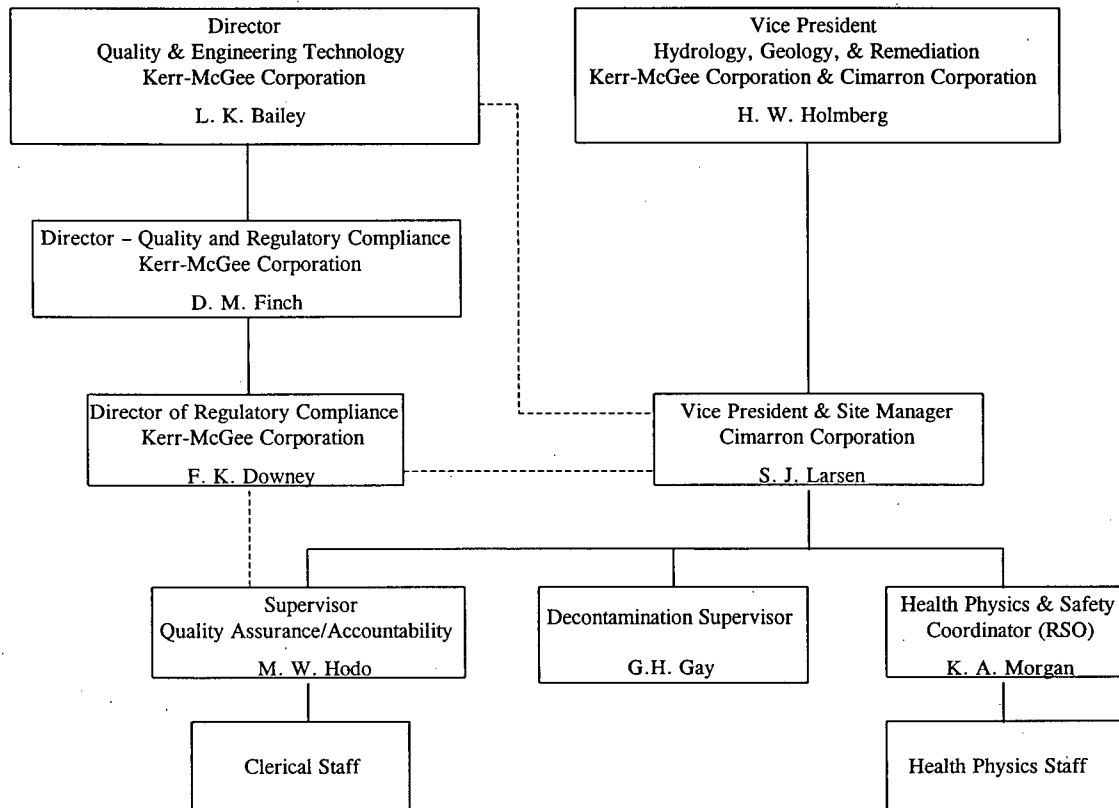 Director
Quality & Engineering Technology
Kerr-McGee Corporation
L. K. Bailey
Vice President
Hydrology, Geology, & Remediation
Kerr-McGee Corporation & Cimarron Corporation
H. W. Holmberg
Director – Quality and Regulatory Compliance
Kerr-McGee Corporation
D. M. Finch
Director of Regulatory Compliance
Kerr-McGee Corporation
F. K. Downey
Vice President & Site Manager
Cimarron Corporation
S. J. Larsen
Supervisor
Quality Assurance/Accountability
M. W. Hodo
Decontamination Supervisor
G.H. Gay
Health Physics & Safety
Coordinator (RSO)
K. A. Morgan
Clerical Staff
Health Physics Staff